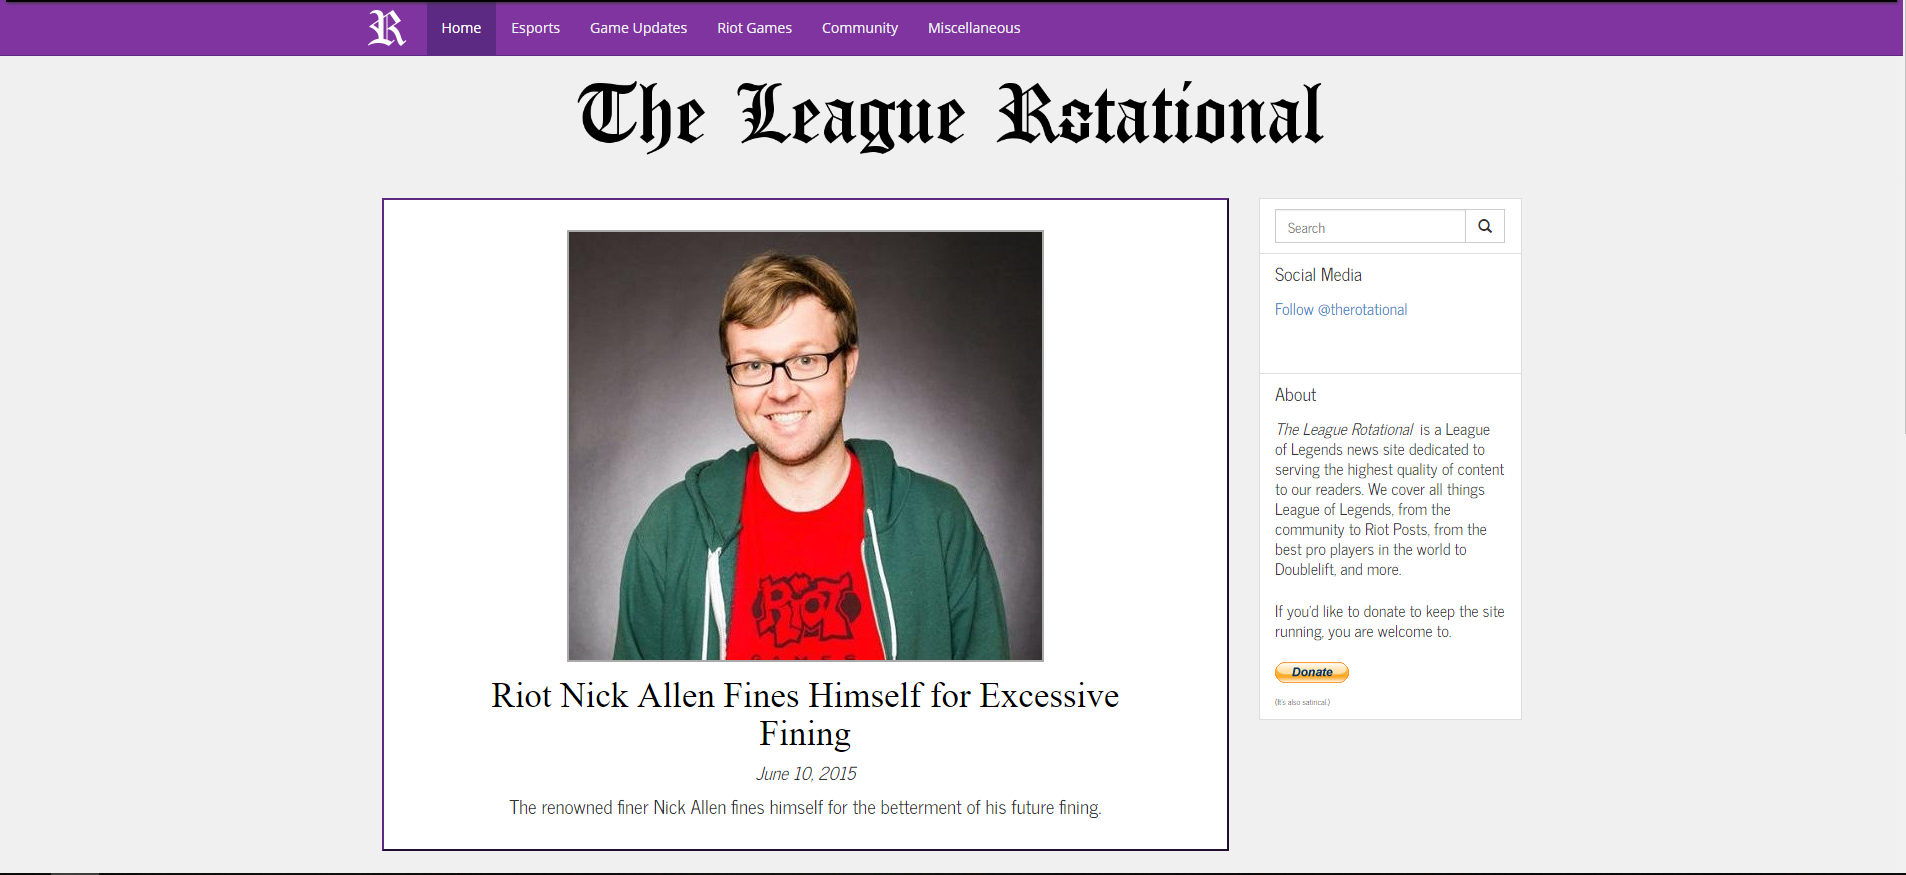 R
Home
Esports
Game Updates
Riot Games
Community
Miscellaneous
The League Rotational
RIOT
GAMES
Riot Nick Allen Fines Himself for Excessive
Fining
June 10, 2015
The renowned finer Nick Allen fines himself for the betterment of his future fining.
Search
Social Media
Follow @therotational
About
The League Rotational is a League
of Legends news site dedicated to
serving the highest quality of content
to our readers. We cover all things
League of Legends, from the
community to Riot Posts, from the
best pro players in the world to
Doublelift, and more.
If you'd like to donate to keep the site
running, you are welcome to.
Donate
(It's also satirical.)